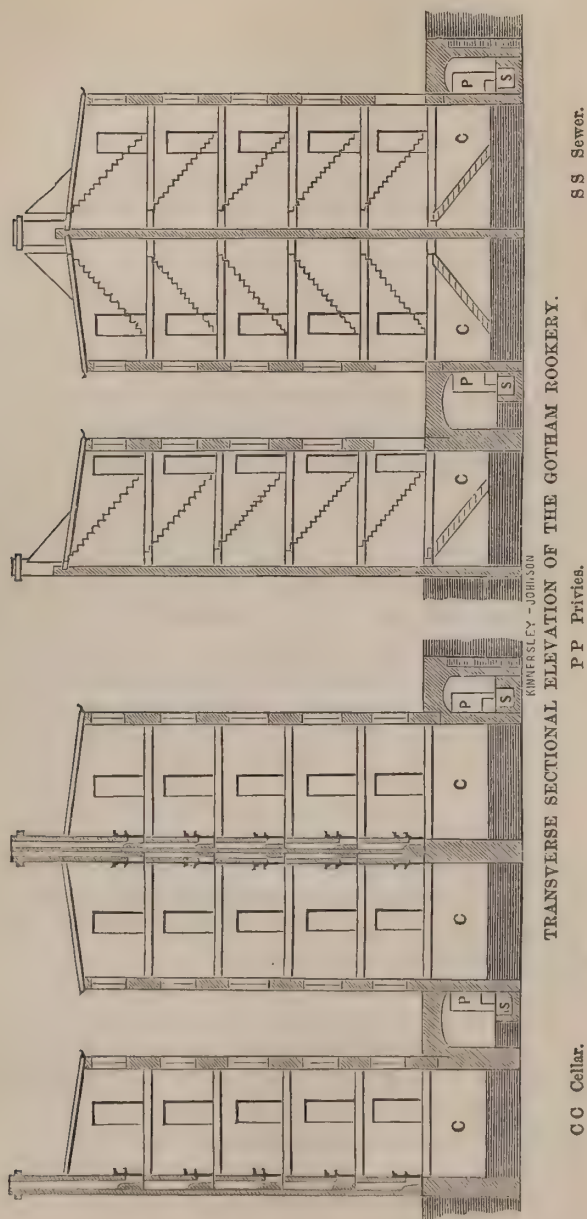 C
C
C
P
P
S
S
C
C
C
P
P
S
S
KINNERSLEY-JOHNSON
TRANSVERSE SECTIONAL ELEVATION OF THE GOTHAM ROOKERY.
C C Cellar.
P P Privies.
S S Sewer.